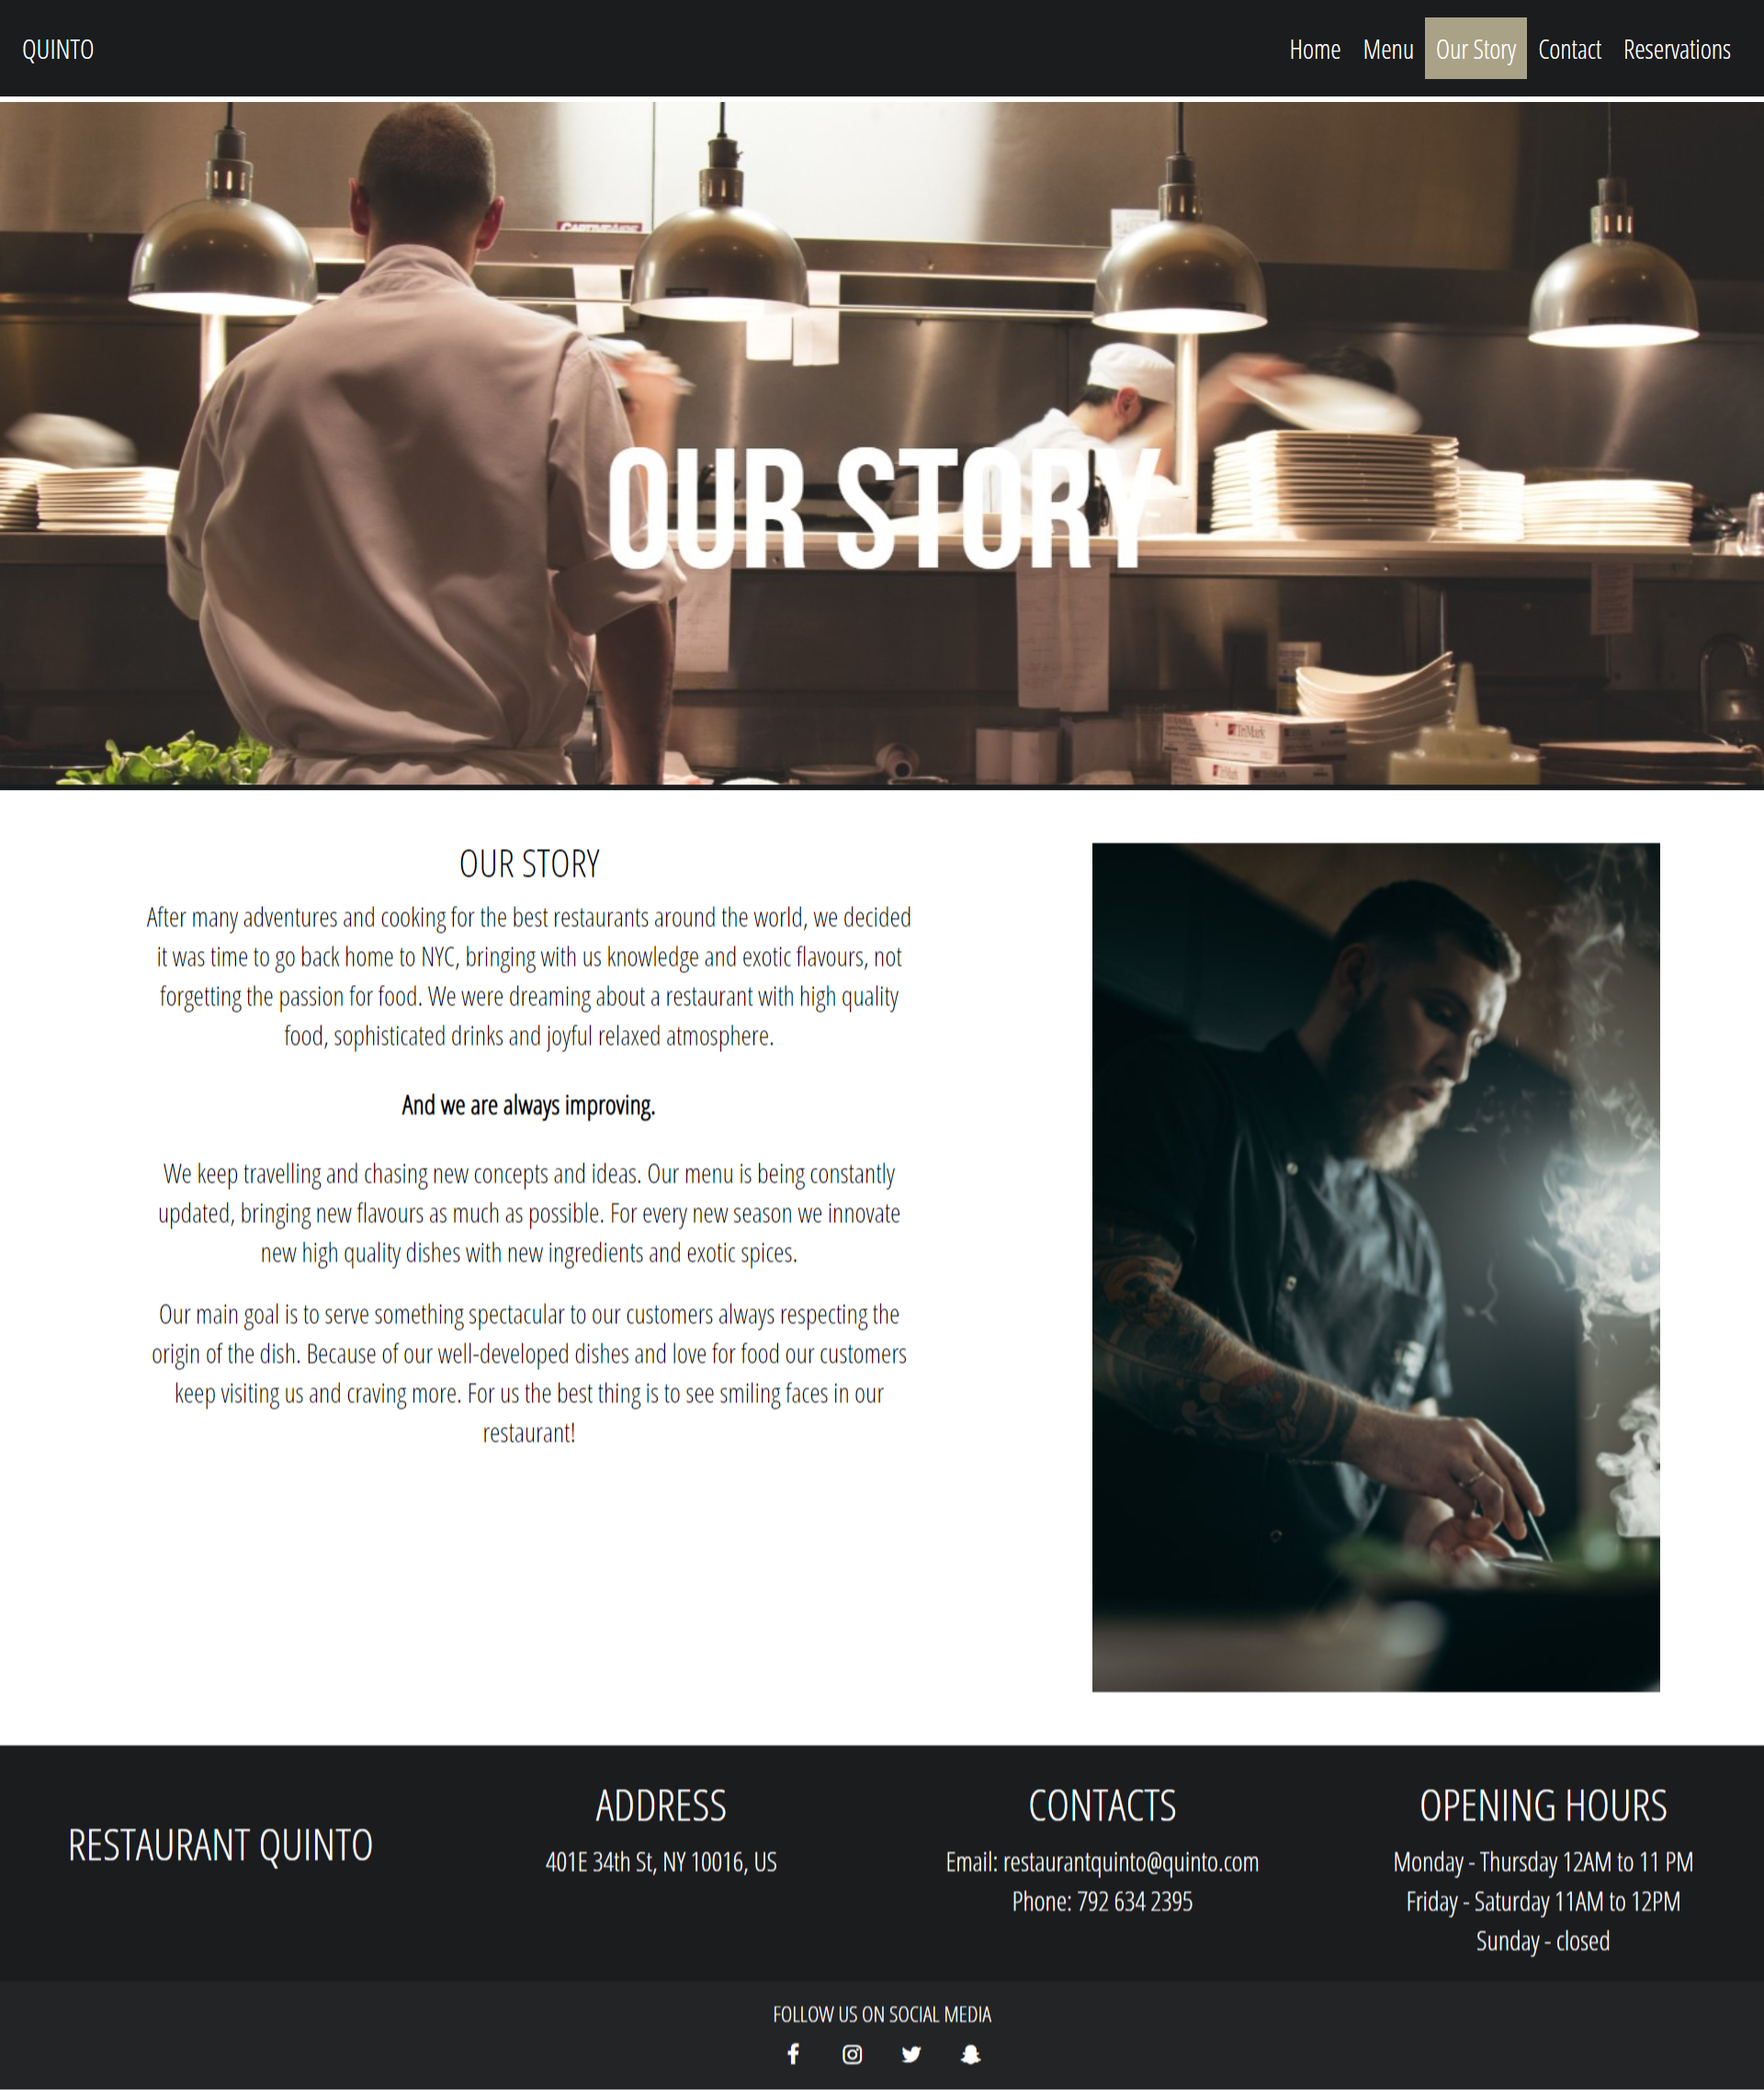 QUINTO
Home Menu Our Story Contact Reservations
OUR STORY
TriMark
TriMark
OUR STORY
After many adventures and cooking for the best restaurants around the world, we decided
it was time to go back home to NYC, bringing with us knowledge and exotic flavours, not
forgetting the passion for food. We were dreaming about a restaurant with high quality
food, sophisticated drinks and joyful relaxed atmosphere.
And we are always improving.
We keep travelling and chasing new concepts and ideas. Our menu is being constantly
updated, bringing new flavours as much as possible. For every new season we innovate
new high quality dishes with new ingredients and exotic spices.
Our main goal is to serve something spectacular to our customers always respecting the
origin of the dish. Because of our well-developed dishes and love for food our customers
keep visiting us and craving more. For us the best thing is to see smiling faces in our
restaurant!
RESTAURANT QUINTO
ADDRESS
401E 34th St, NY 10016, US
CONTACTS
Email: restaurantquinto@quinto.com
Phone: 792 634 2395
OPENING HOURS
Monday - Thursday 12AM to 11 PM
Friday - Saturday 11AM to 12PM
Sunday - closed
FOLLOW US ON SOCIAL MEDIA